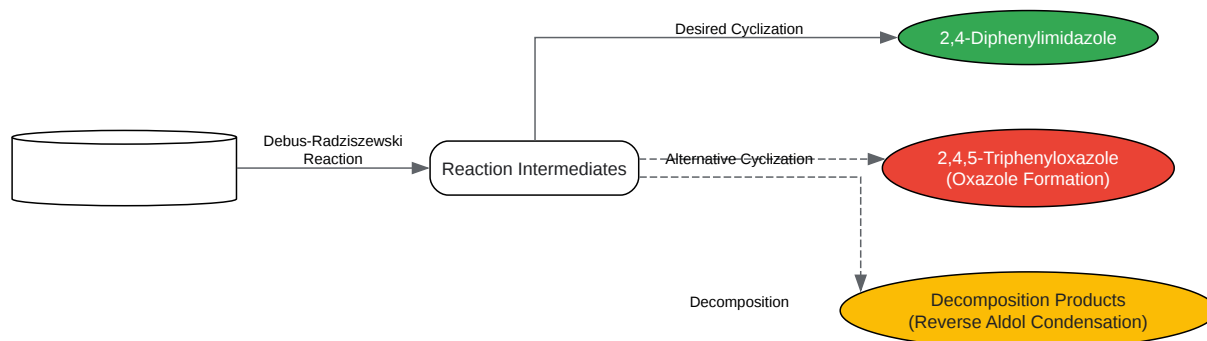 Desired Cyclization
2,4-Diphenylimidazole
Debus-Radziszewski
Reaction
Reaction Intermediates
Alternative Cyclization
2,4,5-Triphenyloxazole
(Oxazole Formation)
Decomposition
Decomposition Products
(Reverse Aldol Condensation)